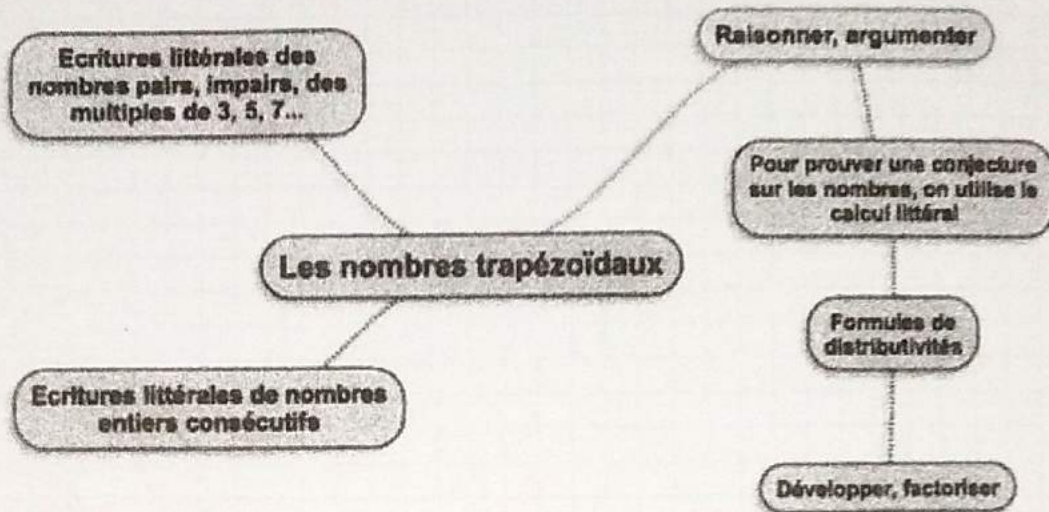 Ecritures littérales des
nombres pairs, impairs, des
multiples de 3, 5, 7...
Raisonner, argumenter
Pour prouver une conjecture
sur les nombres, on utilise le
calcul littéral
Les nombres trapézoïdaux
Formules de
distributivités
Ecritures littérales de nombres
entiers consécutifs
Développer, factoriser